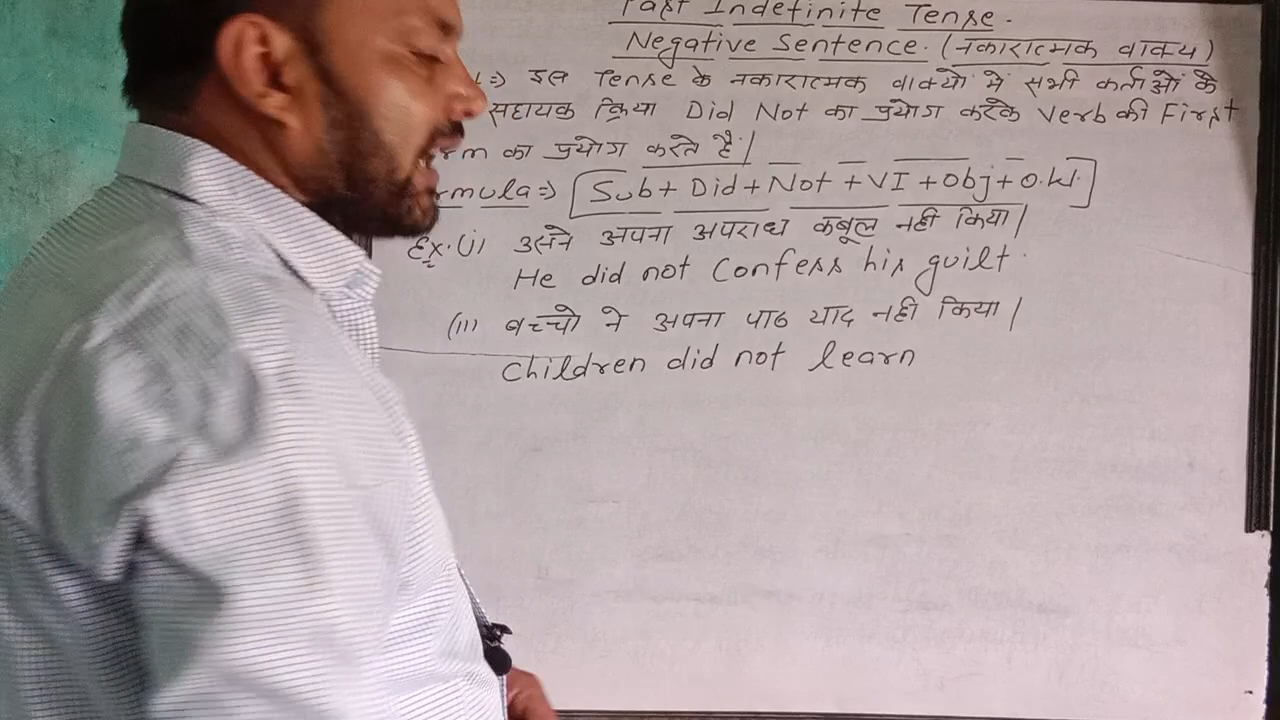 Past Indefinite Tense.
Negative Sentence. (नकारात्मक वाक्य)
=) इस Tense के नकारात्मक वाक्यो मे सभी कर्ताओं के
सहायक क्रिया Did Not का प्रयोग करके Verb की First
rm का प्रयोग करते हैं|
rmula=) [Sub + Did + Not + VI + Obj + O.W.]
Ex.(i) उसने अपना अपराध कबूल नही किया|
He did not confess his guilt.
(ii) बच्चो ने अपना पाठ याद नही किया|
children did not learn